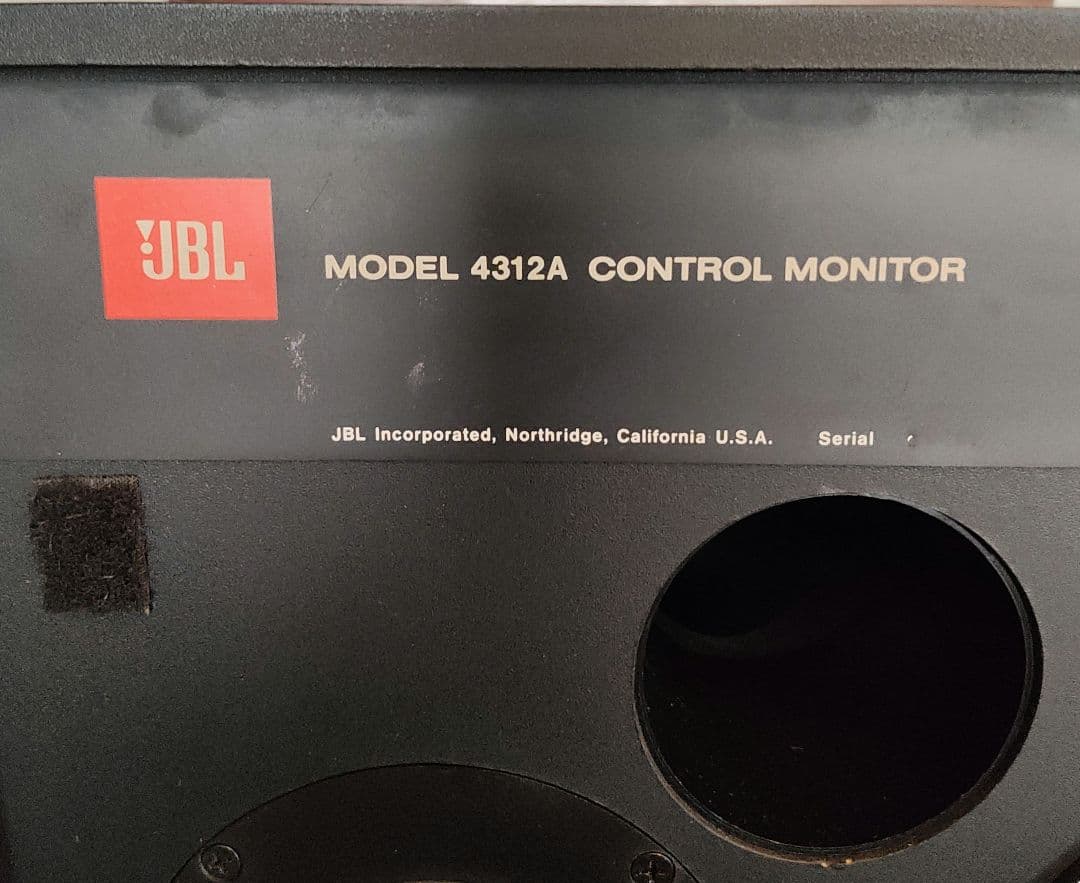 JBL
MODEL 4312A CONTROL MONITOR
JBL Incorporated, Northridge, California U.S.A. Serial